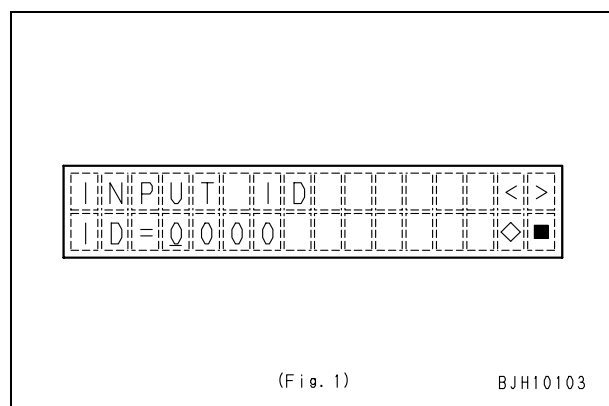 INPUT ID <>
ID=0000 ◇■
(Fig. 1) BJH10103